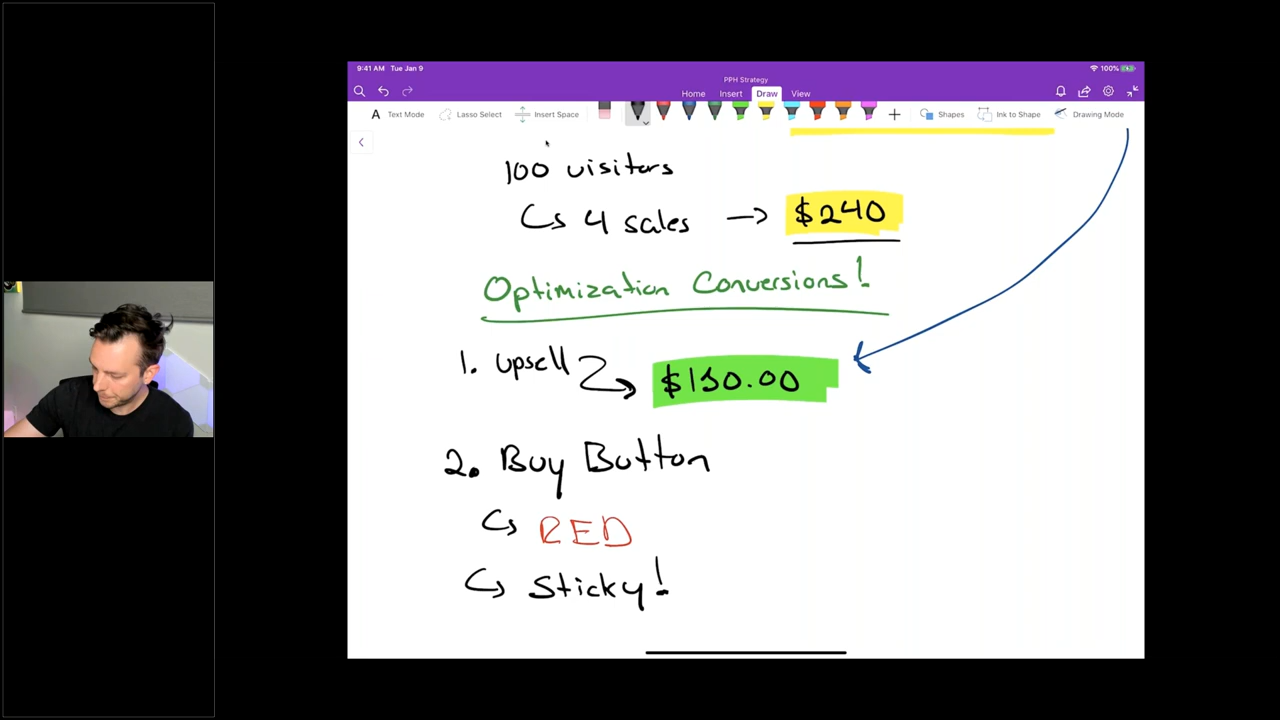 9:41 AM Tue Jan 9
100%
PPH Strategy
Home Insert Draw View
A Text Mode Lasso Select Insert Space Shapes Ink to Shape Drawing Mode
100 visitors
4 sales → $240
Optimization Conversions!
1. Upsell $150.00
2. Buy Button
RED
Sticky!